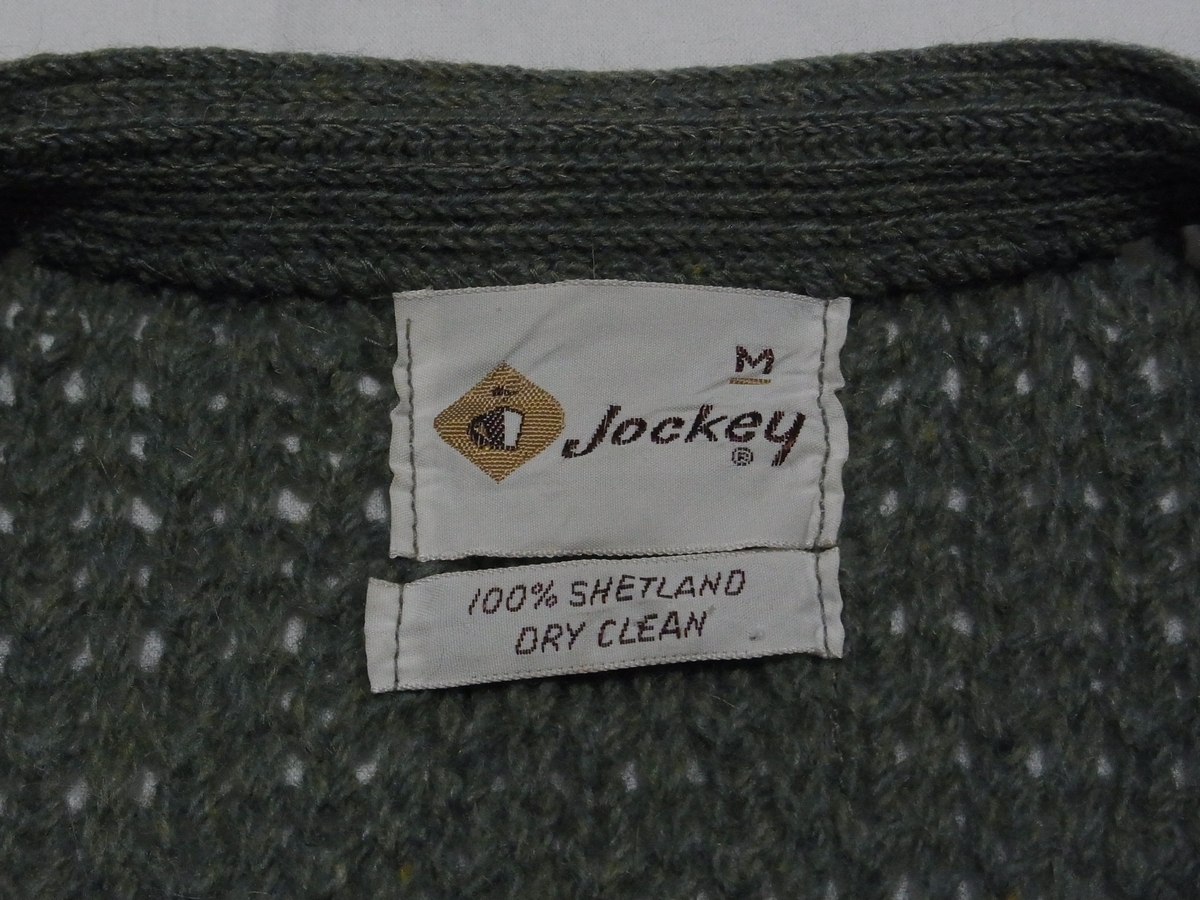 M
Jockey
®
100% SHETLAND
DRY CLEAN